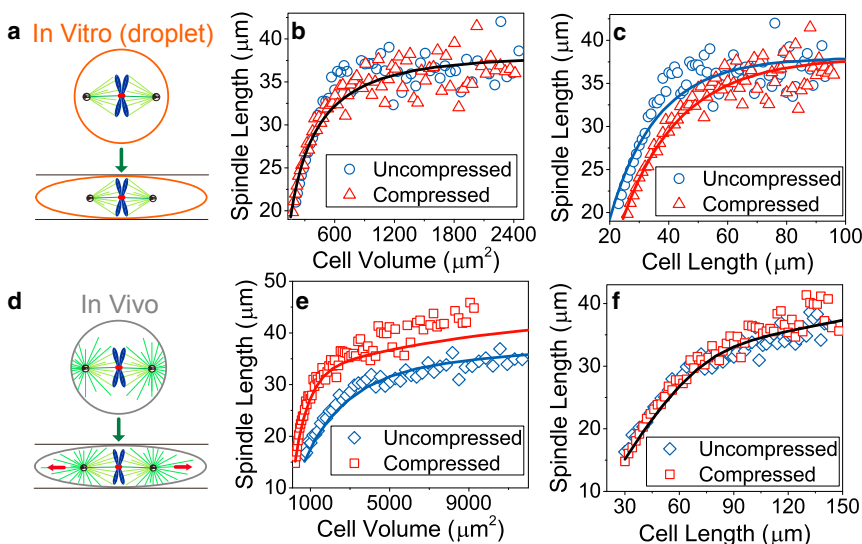 a
In Vitro (droplet)
b
Spindle Length (μm)
40
35
30
25
20
600
1200
1800
2400
Cell Volume (μm²)
Uncompressed
Compressed
c
Spindle Length (μm)
40
35
30
25
20
20
40
60
80
100
Cell Length (μm)
Uncompressed
Compressed
d
In Vivo
e
Spindle Length (μm)
50
40
30
20
10
1000
5000
9000
Cell Volume (μm²)
Uncompressed
Compressed
f
Spindle Length (μm)
40
30
20
10
30
60
90
120
150
Cell Length (μm)
Uncompressed
Compressed